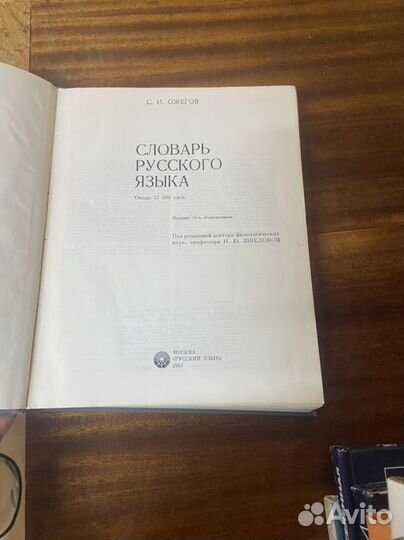 С. И. ОЖЕГОВ
СЛОВАРЬ
РУССКОГО
ЯЗЫКА
Около 57 000 слов
Издание 16-е, исправленное
Под редакцией доктора филологических
наук, профессора Н. Ю. ШВЕДОВОЙ
МОСКВА
«РУССКИЙ ЯЗЫК»
1984
Avito